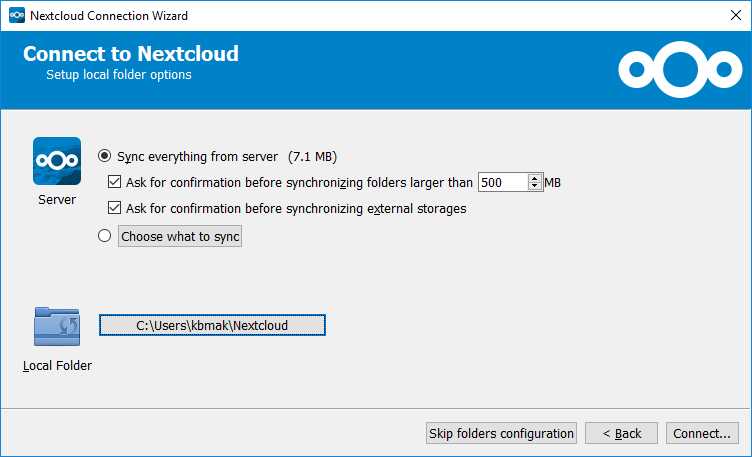 Nextcloud Connection Wizard
Connect to Nextcloud
Setup local folder options
Sync everything from server (7.1 MB)
Ask for confirmation before synchronizing folders larger than 500 MB
Server
Ask for confirmation before synchronizing external storages
Choose what to sync
C:\Users\kbmak\Nextcloud
Local Folder
Skip folders configuration < Back Connect...